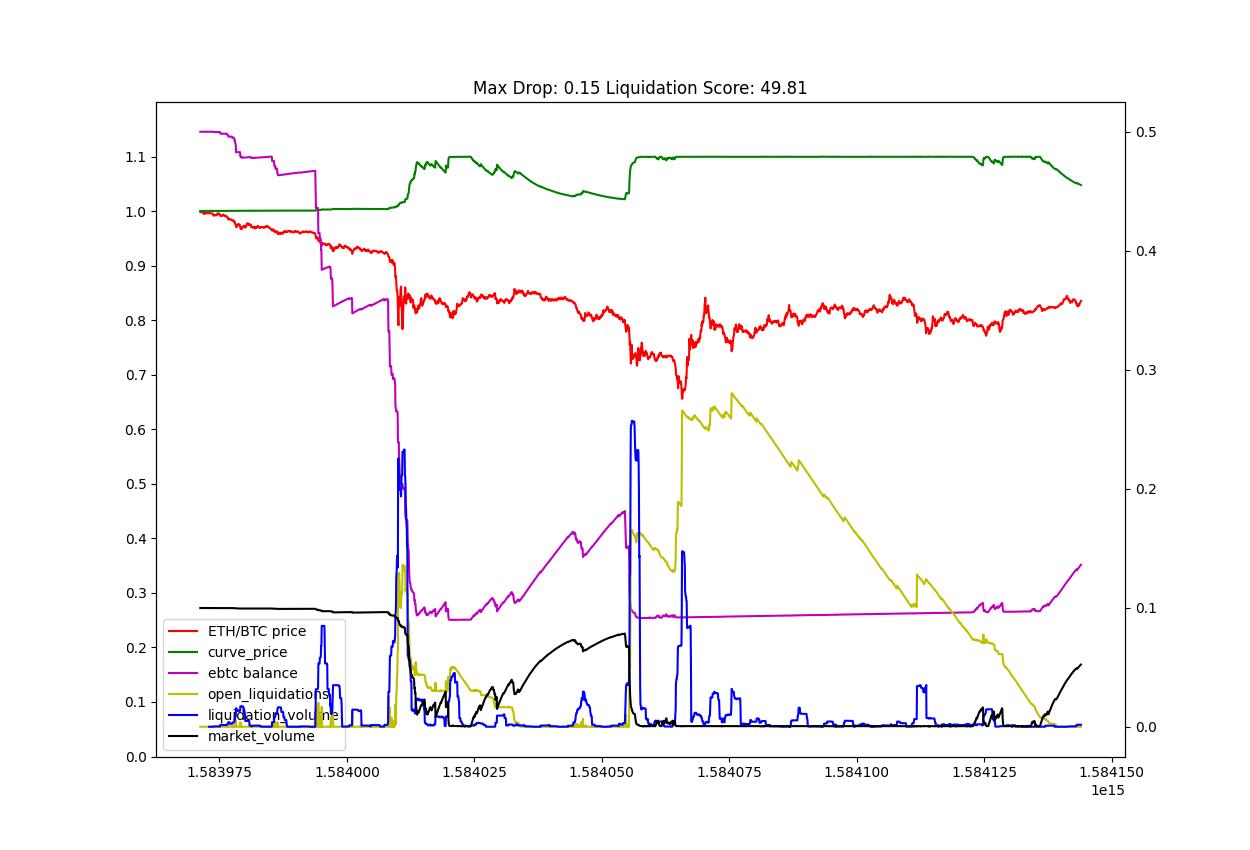 Max Drop: 0.15 Liquidation Score: 49.81
1.1
1.0
0.9
0.8
0.7
0.6
0.5
0.4
0.3
0.2
0.1
0.0
0.5
0.4
0.3
0.2
0.1
0.0
ETH/BTC price
curve_price
ebtc balance
open_liquidations
liquidation_volume
market_volume
1.583975 1.584000 1.584025 1.584050 1.584075 1.584100 1.584125 1.584150
1e15